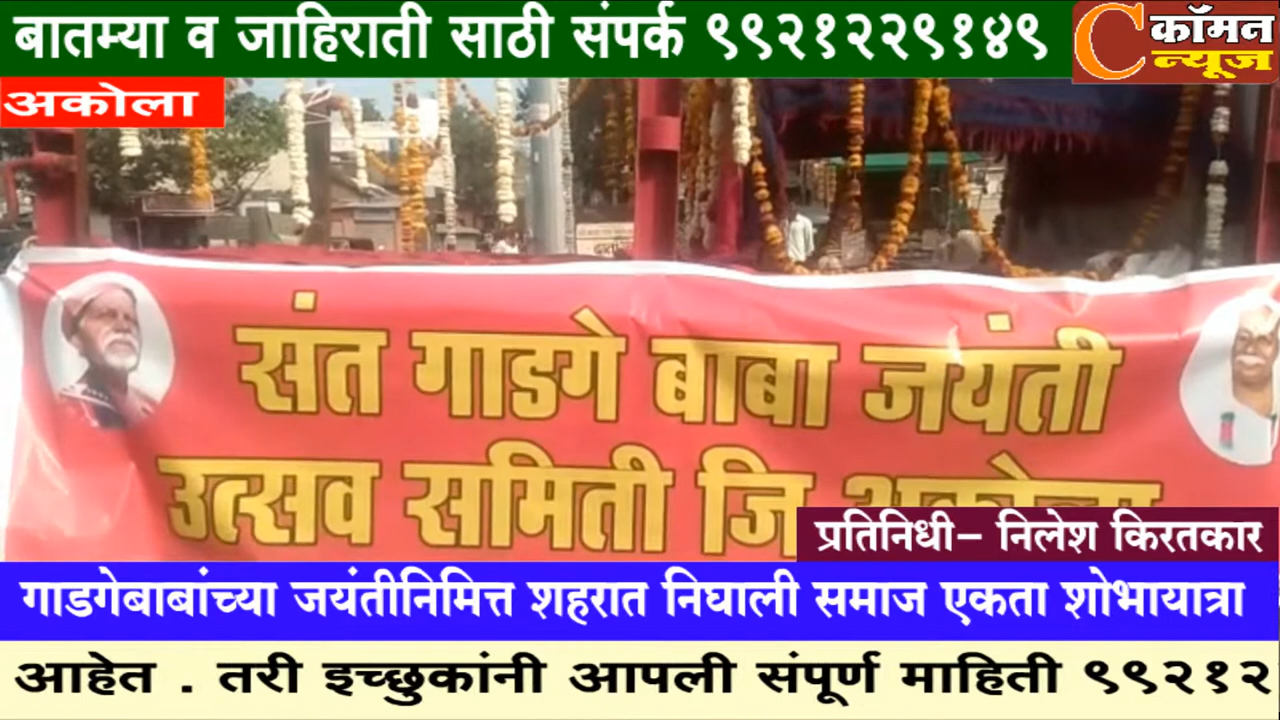 बातम्या व जाहिराती साठी संपर्क ९९२१२२९१४९
कॉमन
न्यूज
अकोला
संत गाडगे बाबा जयंती
उत्सव समिती जि अकोला
प्रतिनिधी– निलेश किरतकार
गाडगेबाबांच्या जयंतीनिमित्त शहरात निघाली समाज एकता शोभायात्रा
आहेत . तरी इच्छुकांनी आपली संपूर्ण माहिती ९९२१२